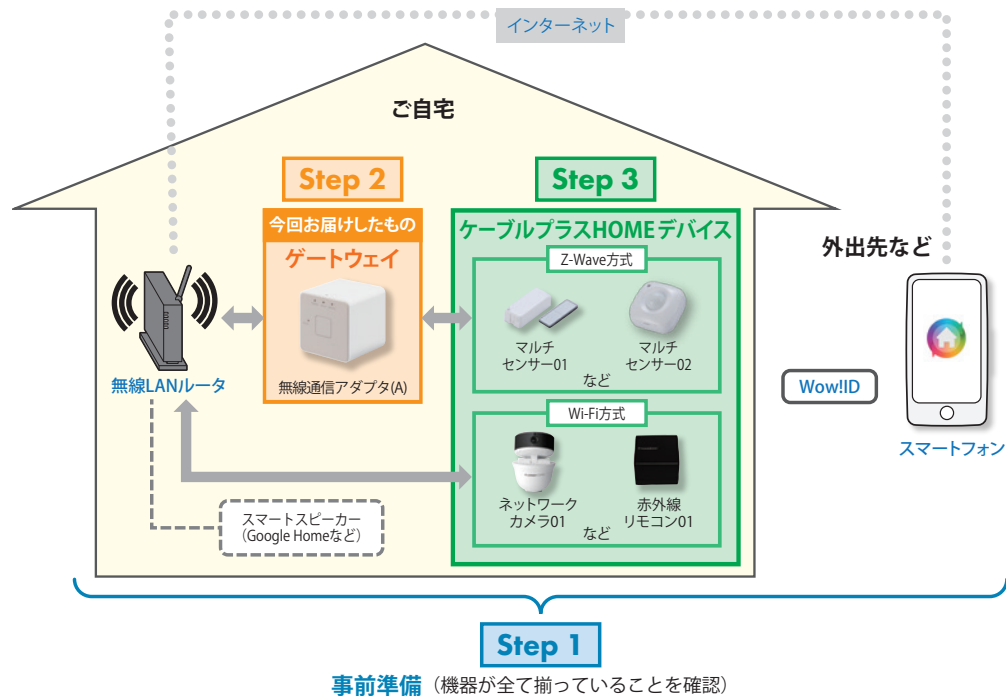 インターネット
ご自宅
Step 2
Step 3
今回お届けしたもの
ゲートウェイ
無線通信アダプタ(A)
ケーブルプラスHOMEデバイス
Z-Wave方式
マルチ
センサー01
マルチ
センサー02
など
Wi-Fi方式
ネットワーク
カメラ01
赤外線
リモコン01
など
無線LANルータ
スマートスピーカー
（Google Homeなど）
外出先など
Wow!ID
スマートフォン
Step 1
事前準備（機器が全て揃っていることを確認）